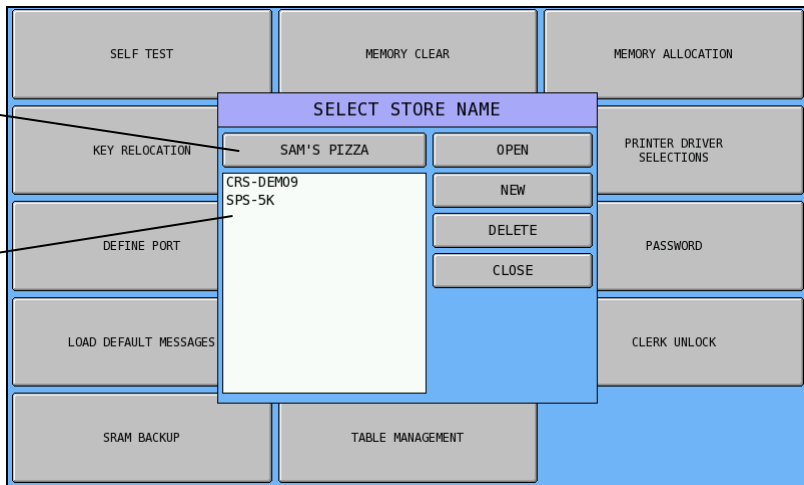 SELF TEST
MEMORY CLEAR
MEMORY ALLOCATION
SELECT STORE NAME
KEY RELOCATION
SAM'S PIZZA
OPEN
PRINTER DRIVER
SELECTIONS
CRS-DEMO9
SPS-5K
NEW
DELETE
DEFINE PORT
PASSWORD
CLOSE
LOAD DEFAULT MESSAGES
CLERK UNLOCK
SRAM BACKUP
TABLE MANAGEMENT